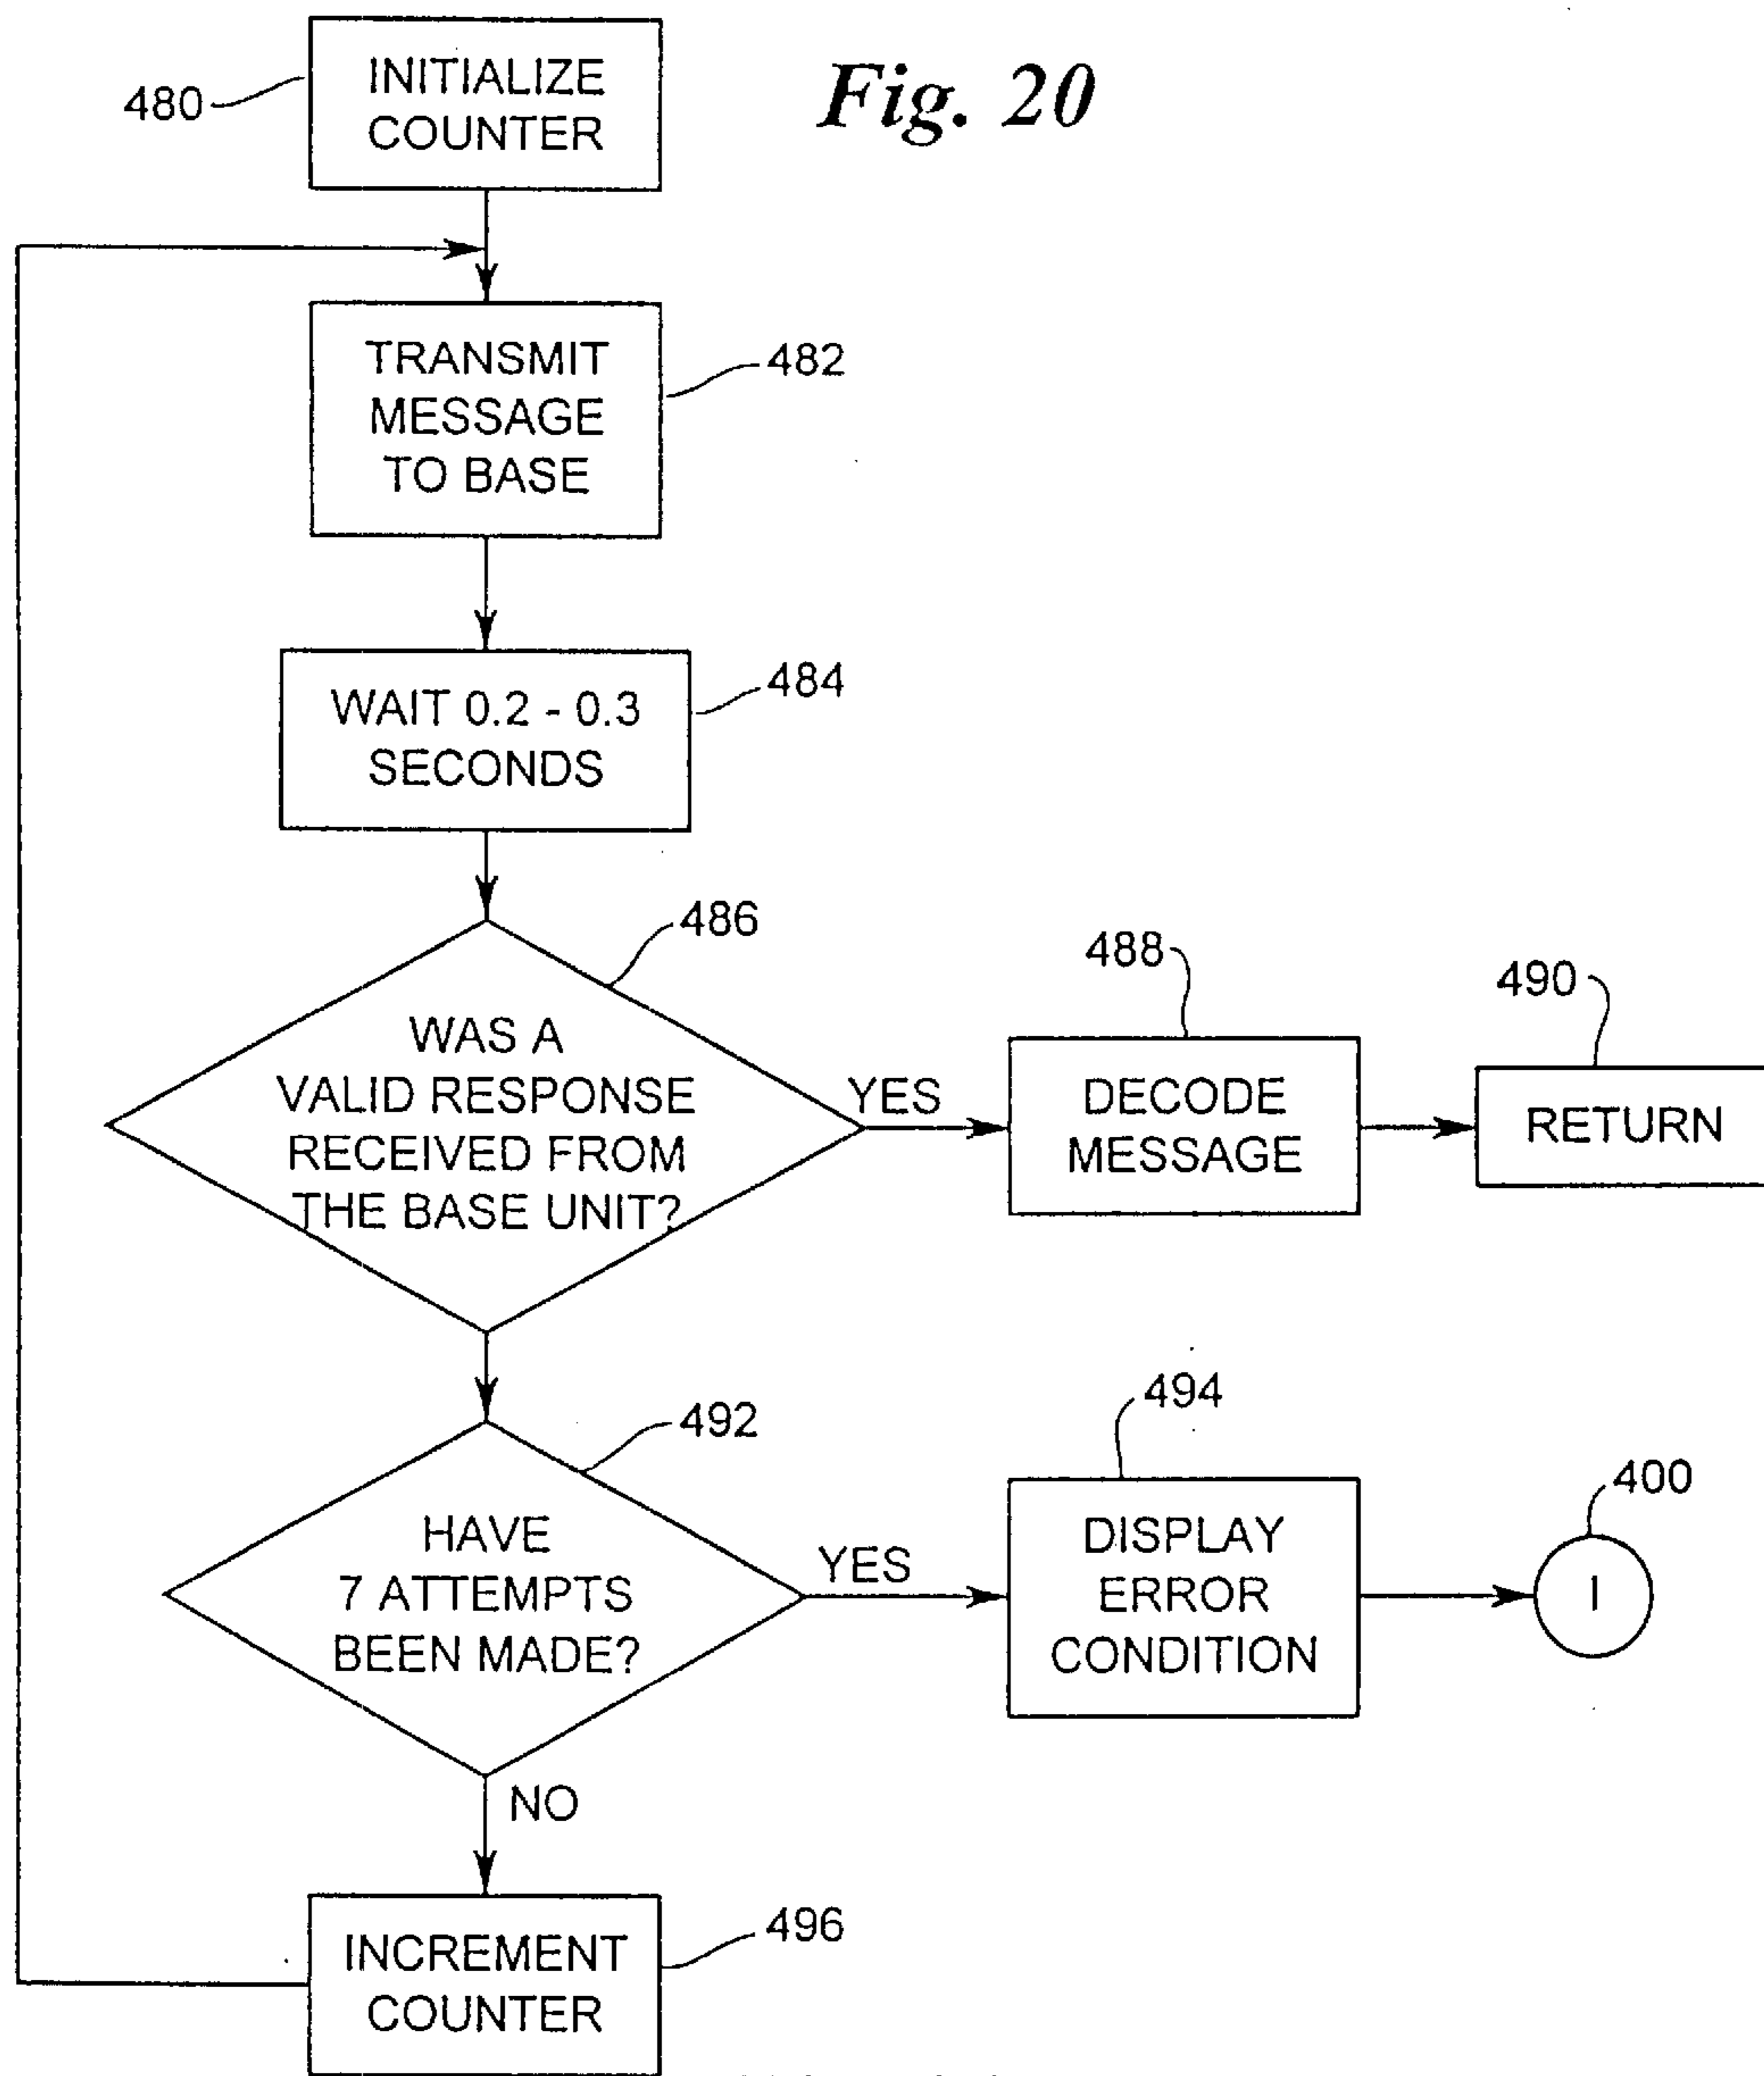 Fig. 20
480
INITIALIZE
COUNTER
TRANSMIT
MESSAGE
TO BASE
482
WAIT 0.2 - 0.3
SECONDS
484
486
WAS A
VALID RESPONSE
RECEIVED FROM
THE BASE UNIT?
YES
488
DECODE
MESSAGE
490
RETURN
492
HAVE
7 ATTEMPTS
BEEN MADE?
YES
494
DISPLAY
ERROR
CONDITION
400
I
NO
INCREMENT
COUNTER
496